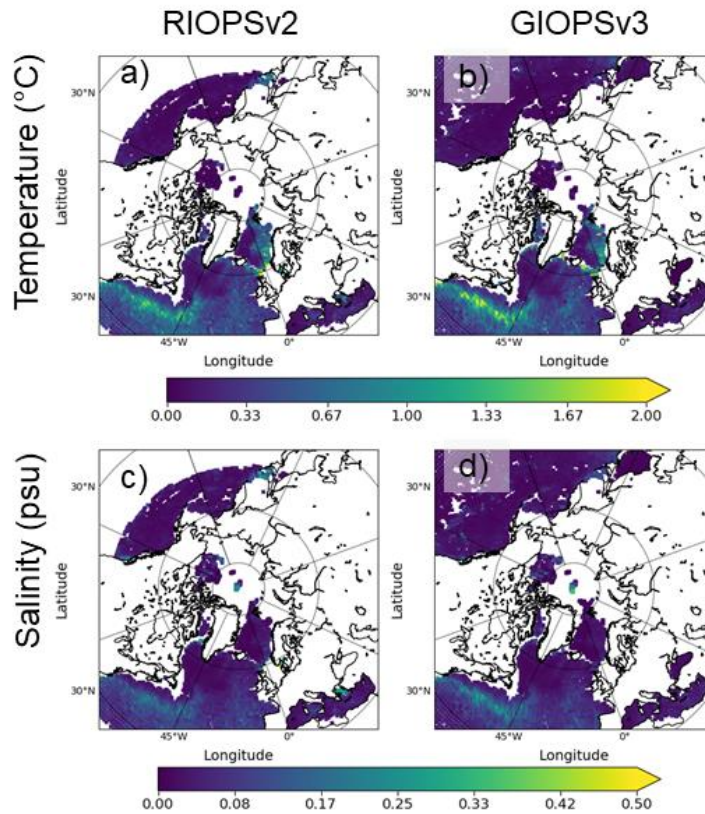 RIOPSv2 GIOPSv3
Temperature (°C)
a) b)
30°N 30°N
Latitude Latitude
30°N 30°N
45°W 0° 45°W 0°
Longitude Longitude
0.00 0.33 0.67 1.00 1.33 1.67 2.00
Salinity (psu)
c) d)
30°N 30°N
Latitude Latitude
30°N 30°N
45°W 0° 45°W 0°
Longitude Longitude
0.00 0.08 0.17 0.25 0.33 0.42 0.50